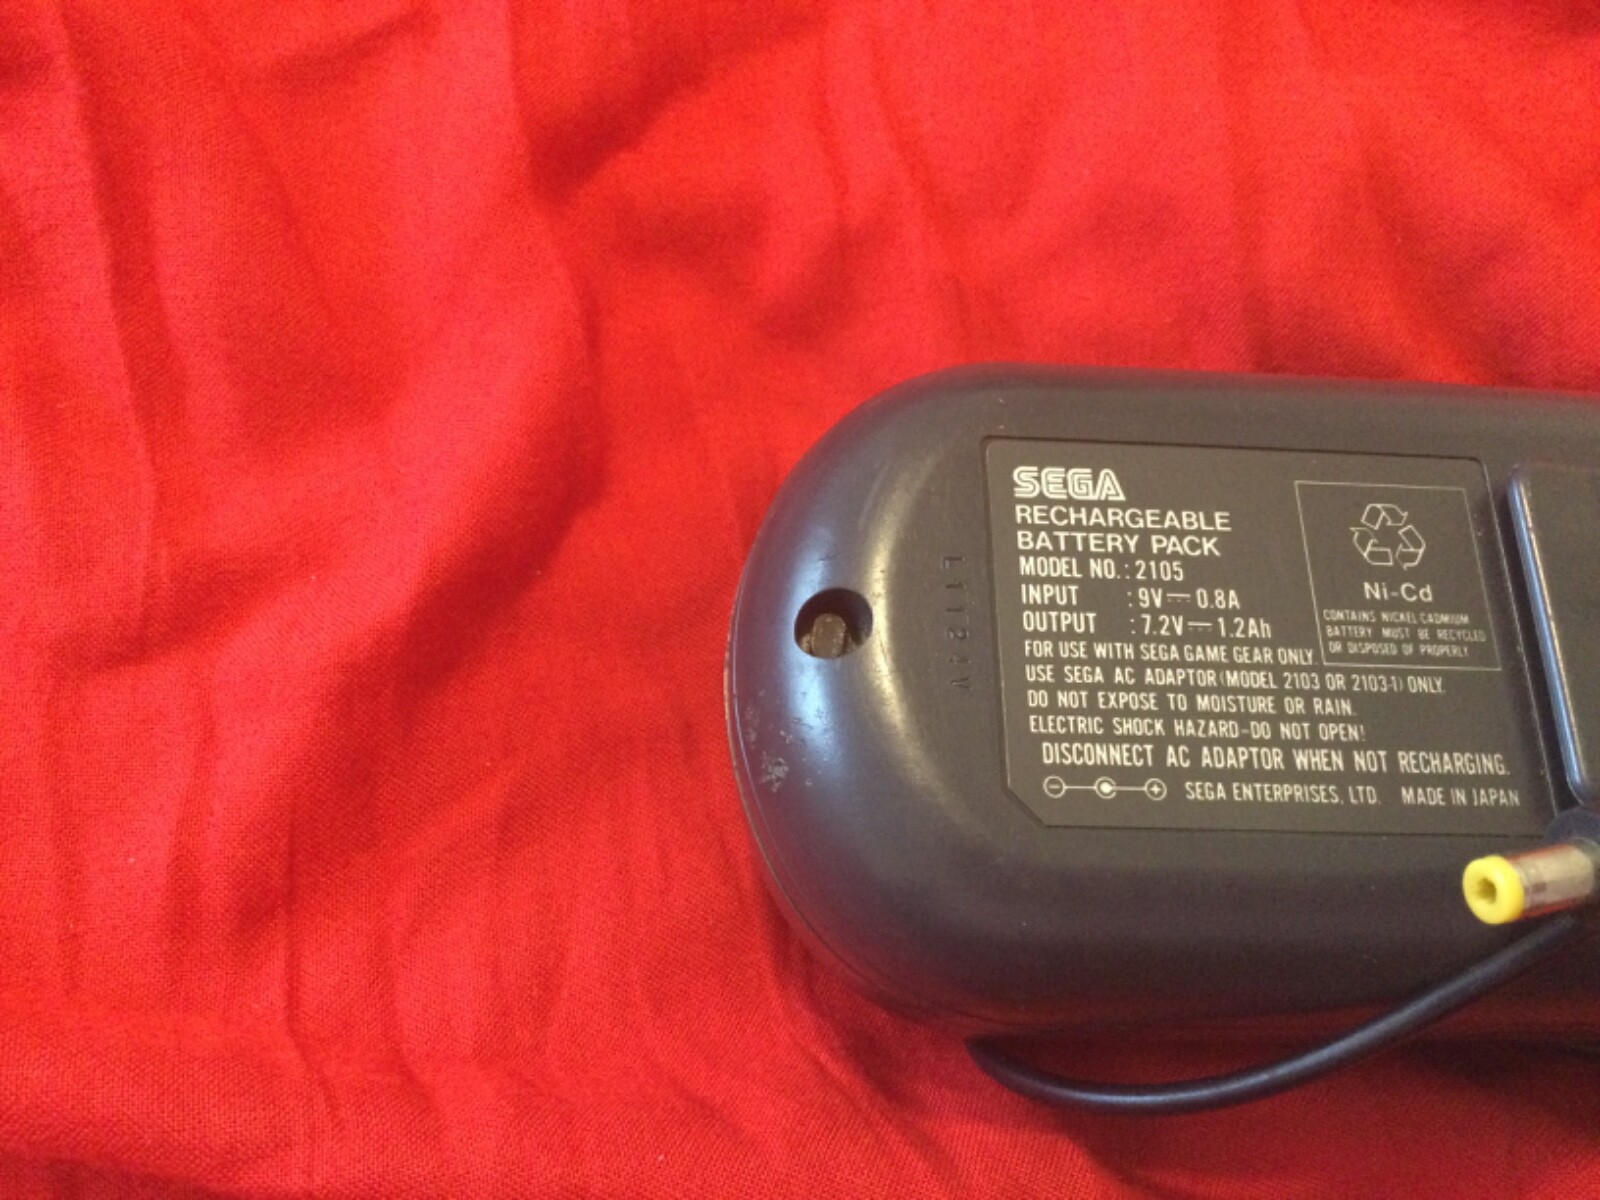 SEGA
RECHARGEABLE
BATTERY PACK
MODEL NO.: 2105
INPUT : 9V⎓0.8A
OUTPUT : 7.2V⎓1.2Ah
FOR USE WITH SEGA GAME GEAR ONLY.
USE SEGA AC ADAPTOR (MODEL 2103 OR 2103-1) ONLY.
DO NOT EXPOSE TO MOISTURE OR RAIN.
ELECTRIC SHOCK HAZARD-DO NOT OPEN!
DISCONNECT AC ADAPTOR WHEN NOT RECHARGING.
SEGA ENTERPRISES, LTD. MADE IN JAPAN
Ni-Cd
CONTAINS NICKEL CADMIUM
BATTERY MUST BE RECYCLED
OR DISPOSED OF PROPERLY.